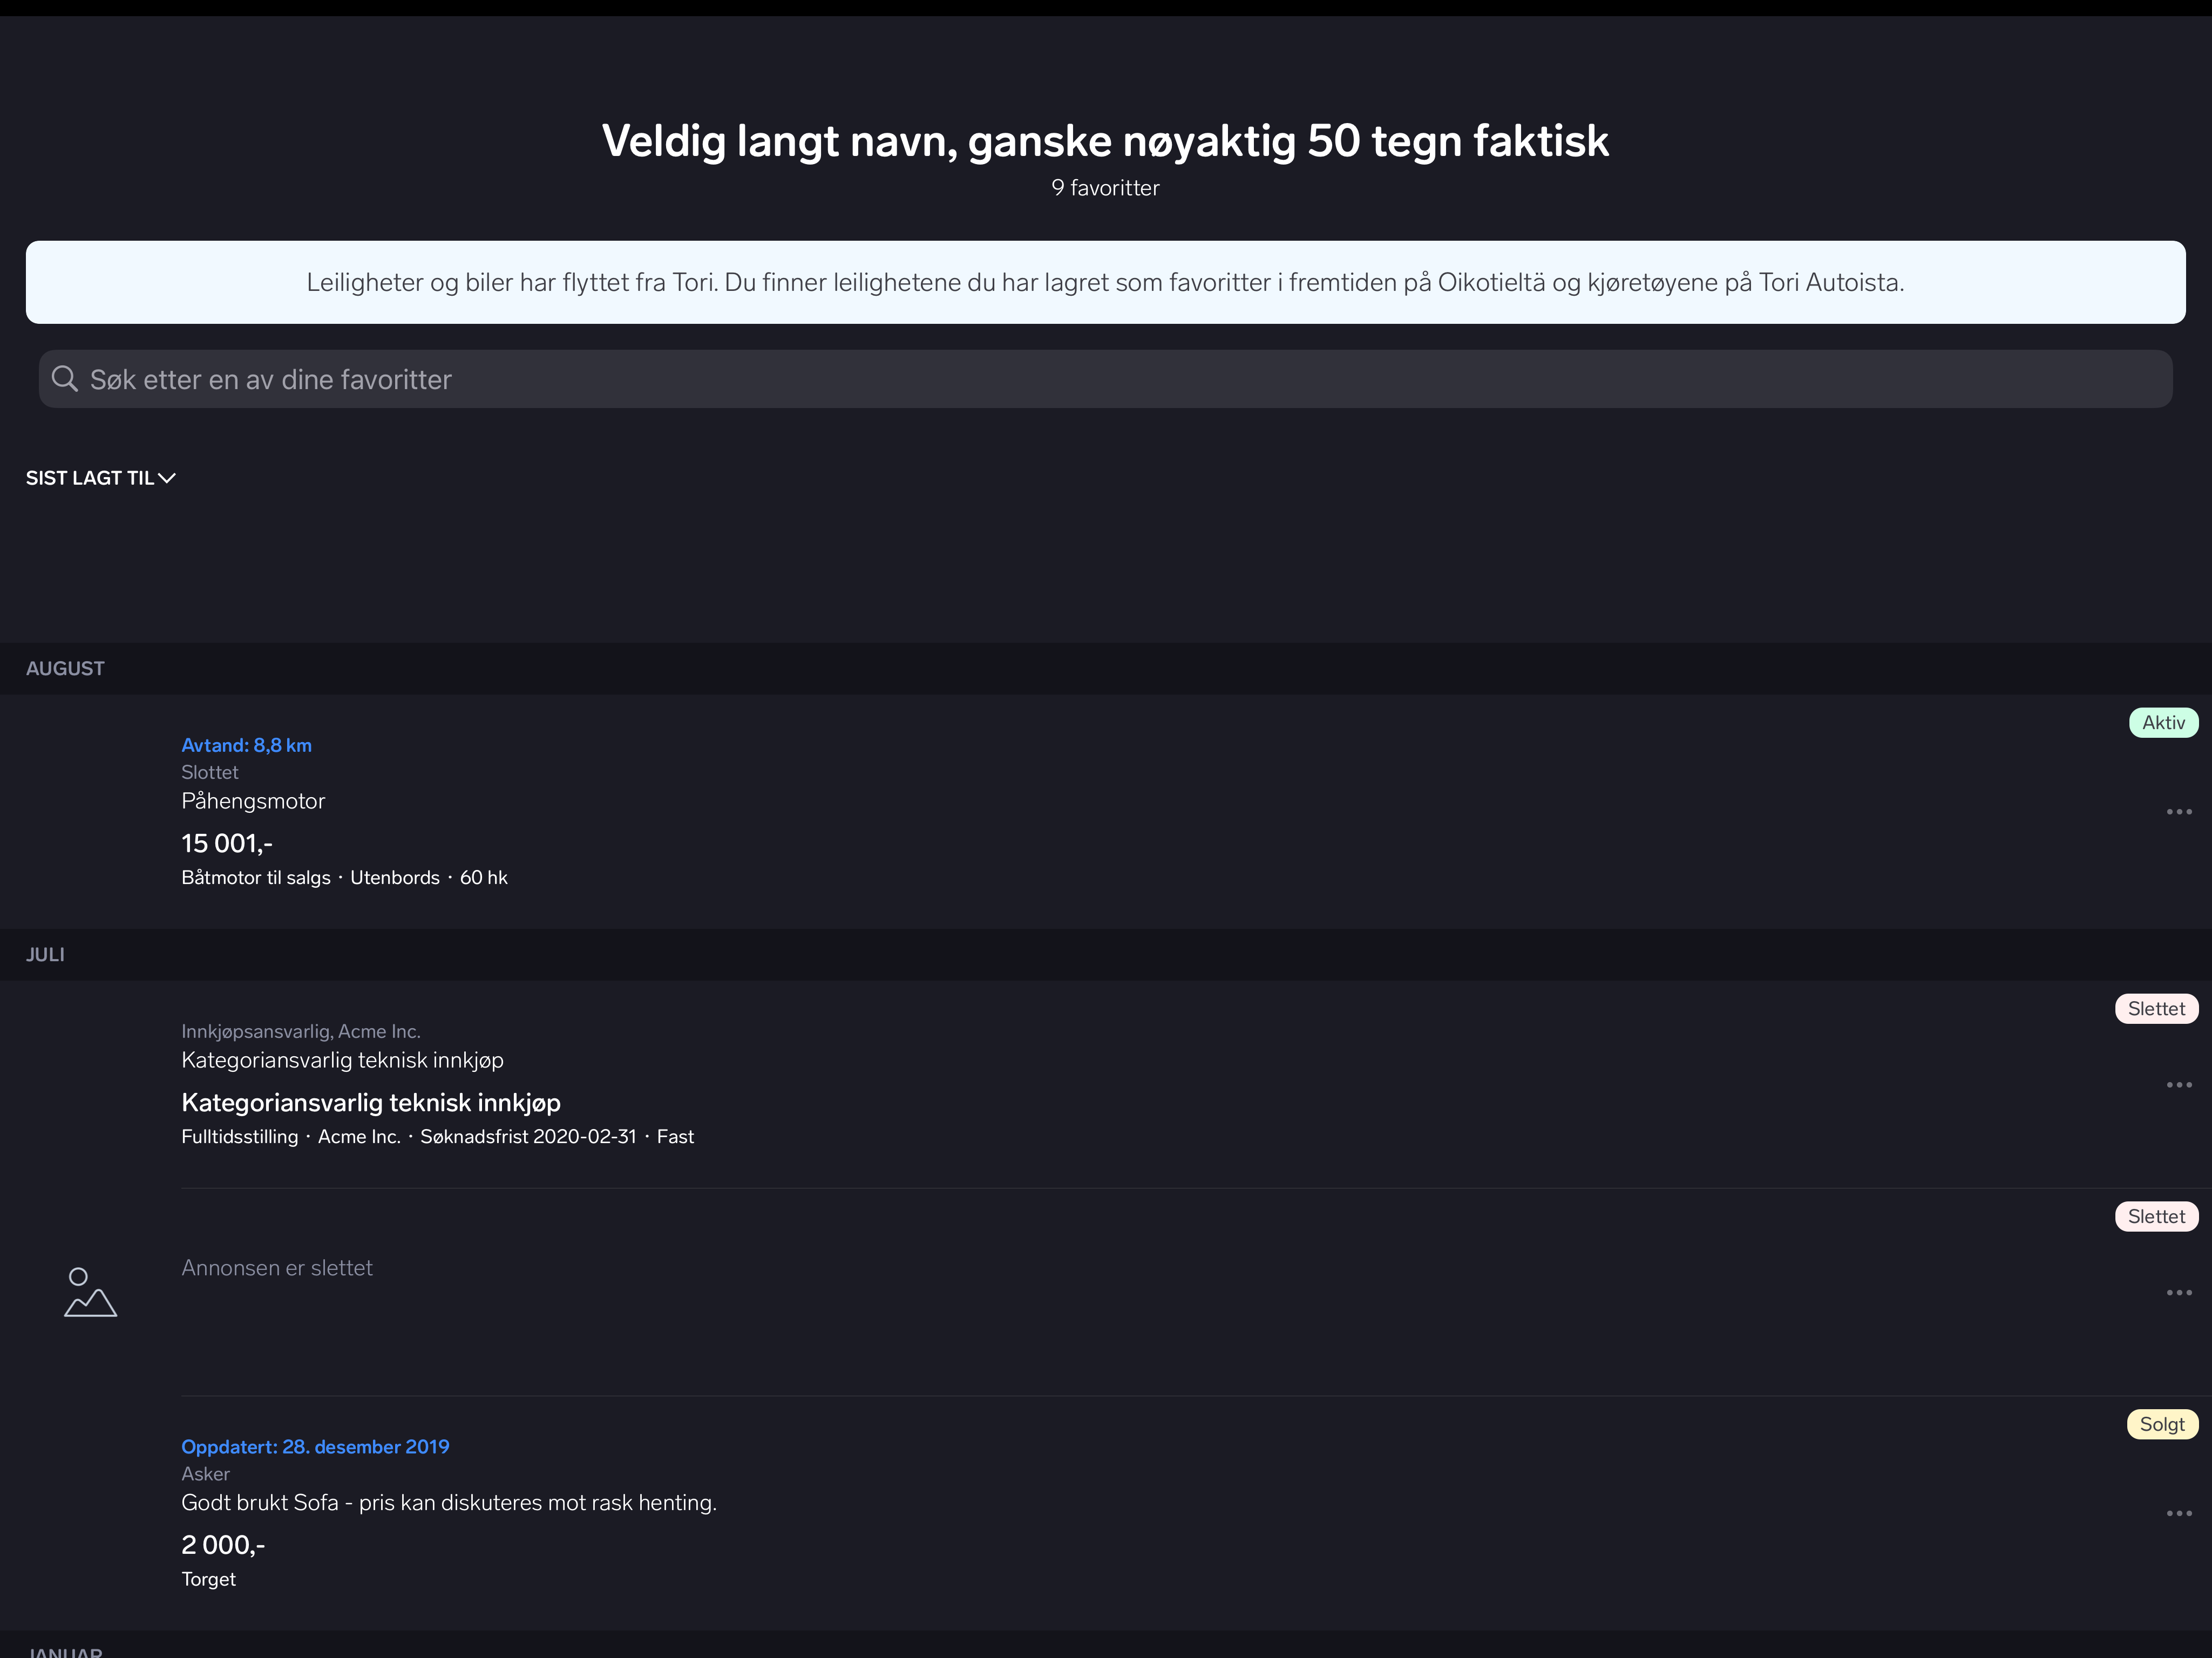 Veldig langt navn, ganske nøyaktig 50 tegn faktisk
9 favoritter
Leiligheter og biler har flyttet fra Tori. Du finner leilighetene du har lagret som favoritter i fremtiden på Oikotieltä og kjøretøyene på Tori Autoista.
Søk etter en av dine favoritter
SIST LAGT TIL
AUGUST
Aktiv
Avtand: 8,8 km
Slottet
Påhengsmotor
15 001,-
Båtmotor til salgs · Utenbords · 60 hk
JULI
Slettet
Innkjøpsansvarlig, Acme Inc.
Kategoriansvarlig teknisk innkjøp
Kategoriansvarlig teknisk innkjøp
Fulltidsstilling · Acme Inc. · Søknadsfrist 2020-02-31 · Fast
Slettet
Annonsen er slettet
Solgt
Oppdatert: 28. desember 2019
Asker
Godt brukt Sofa - pris kan diskuteres mot rask henting.
2 000,-
Torget
JANUAR